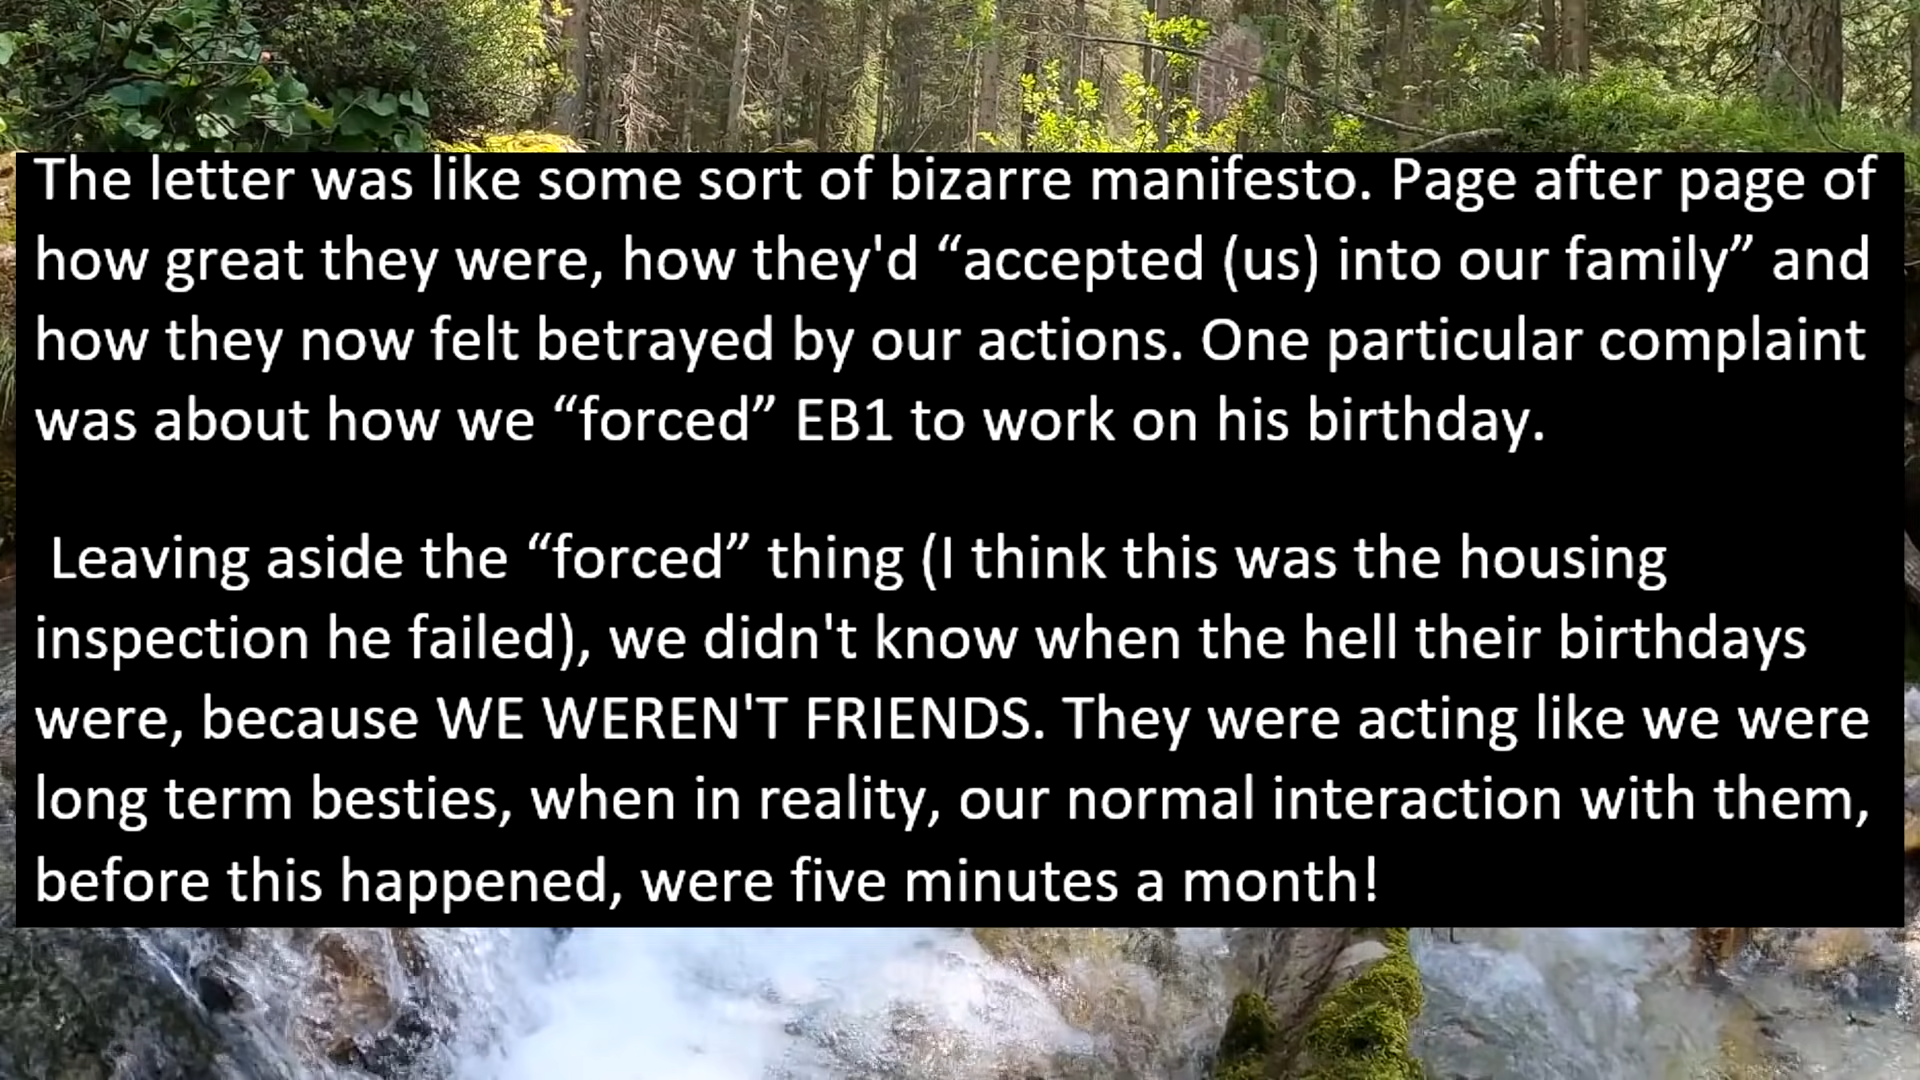 The letter was like some sort of bizarre manifesto. Page after page of
how great they were, how they'd “accepted (us) into our family” and
how they now felt betrayed by our actions. One particular complaint
was about how we “forced” EB1 to work on his birthday.
Leaving aside the “forced” thing (I think this was the housing
inspection he failed), we didn't know when the hell their birthdays
were, because WE WEREN'T FRIENDS. They were acting like we were
long term besties, when in reality, our normal interaction with them,
before this happened, were five minutes a month!